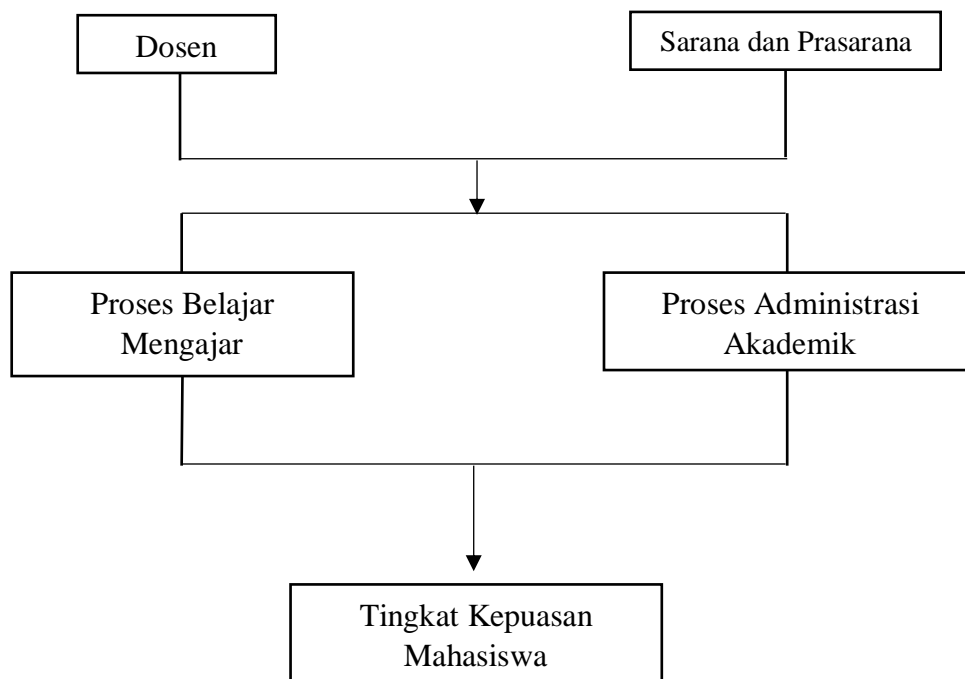 Dosen
Sarana dan Prasarana
Proses Belajar
Mengajar
Proses Administrasi
Akademik
Tingkat Kepuasan
Mahasiswa